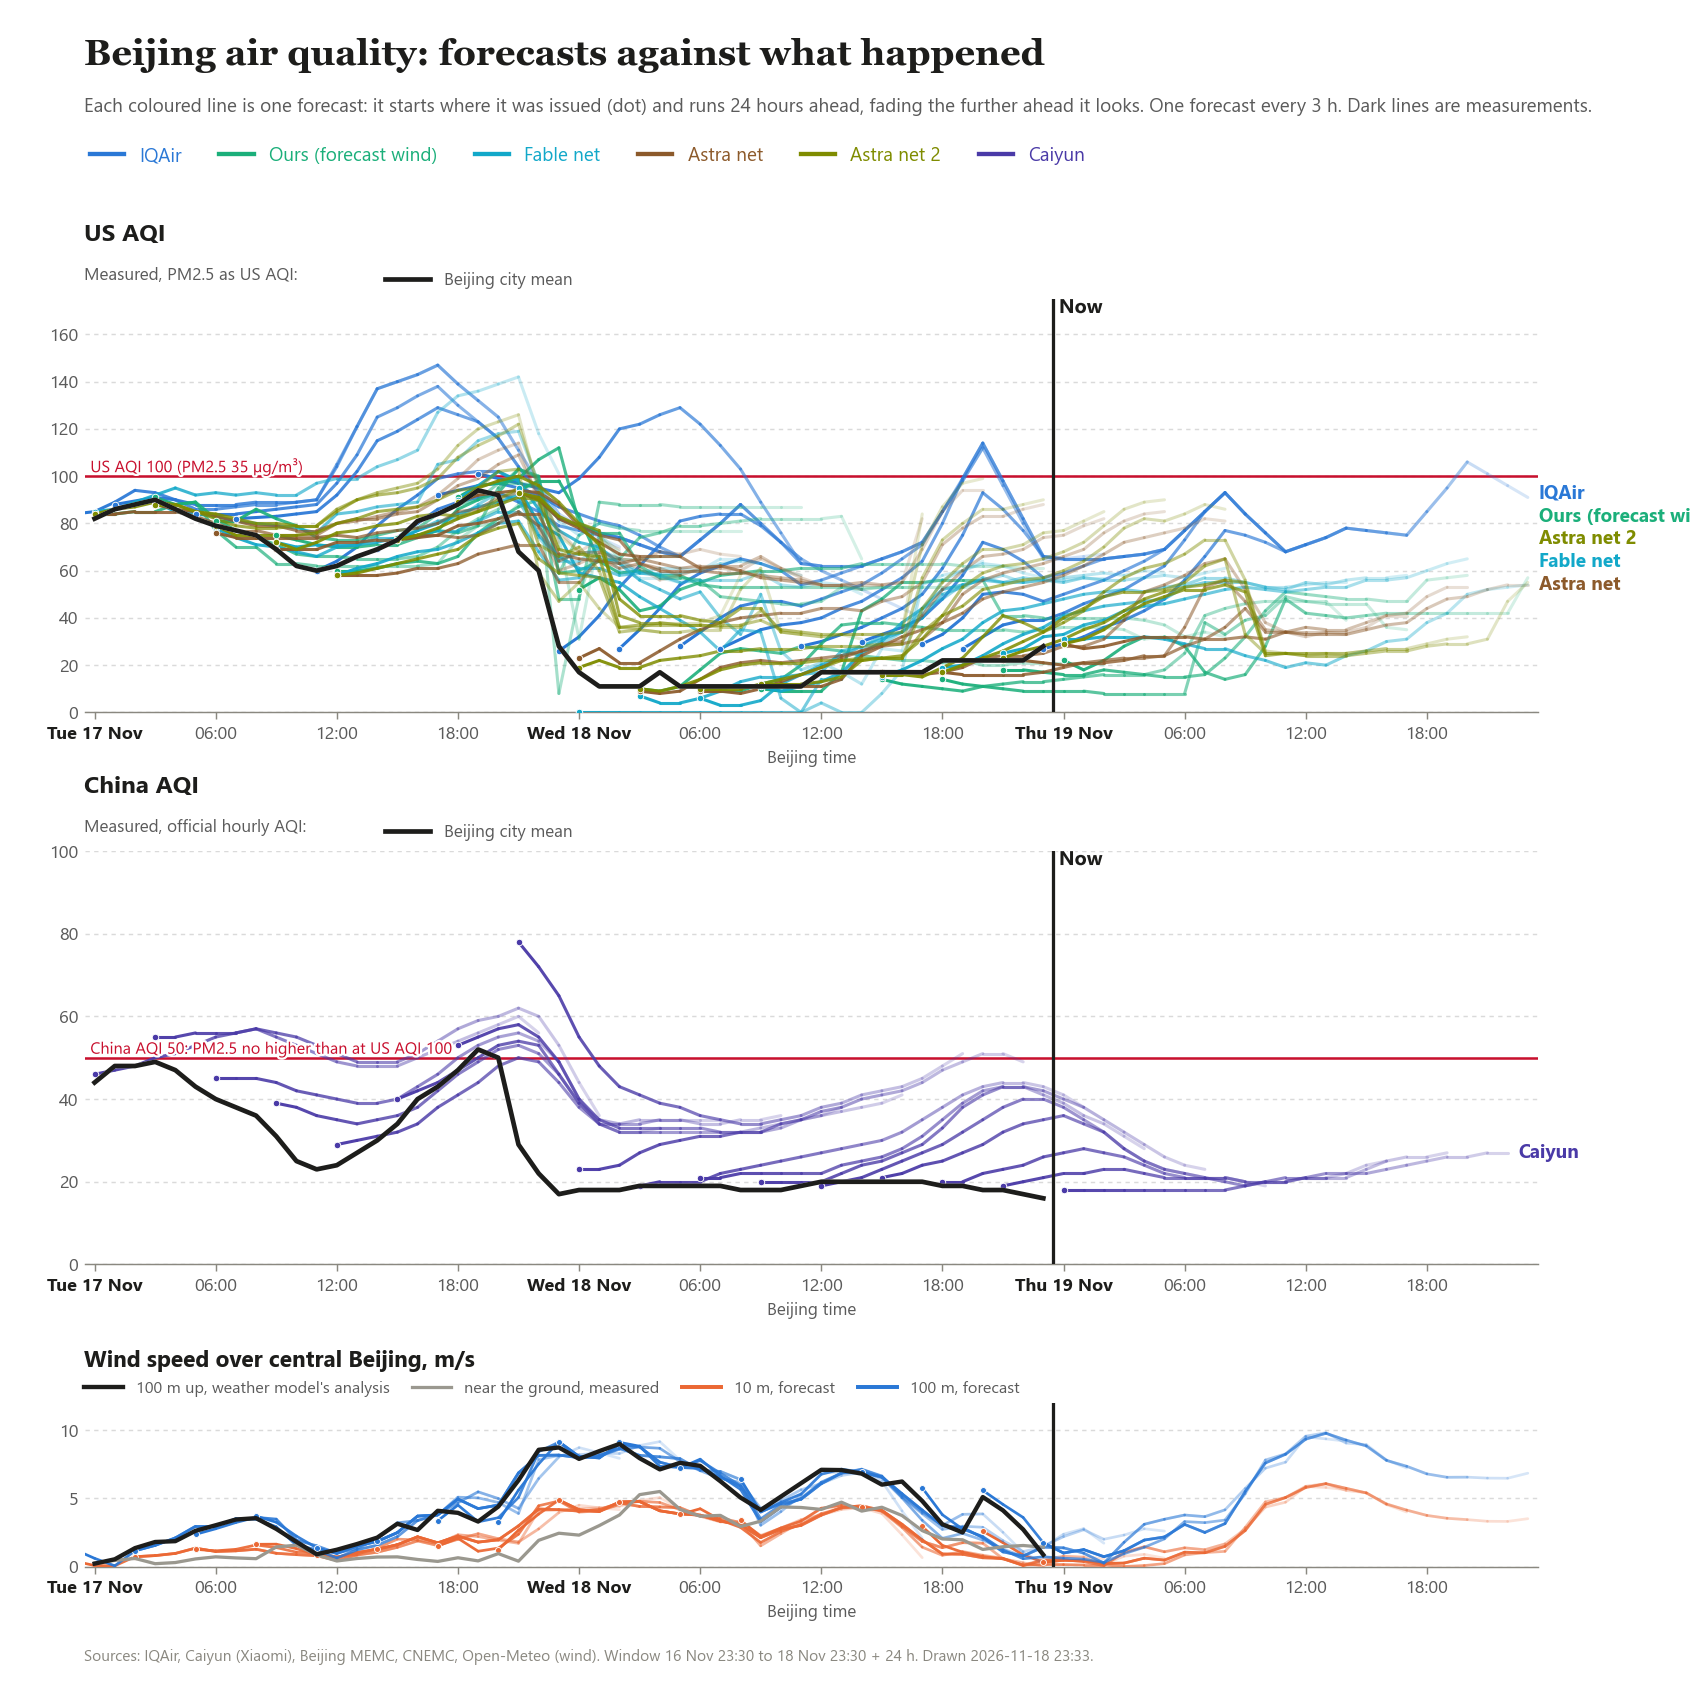 Beijing air quality: forecasts against what happened
Each coloured line is one forecast: it starts where it was issued (dot) and runs 24 hours ahead, fading the further ahead it looks. One forecast every 3 h. Dark lines are measurements.
IQAir Ours (forecast wind) Fable net Astra net Astra net 2 Caiyun
US AQI
Measured, PM2.5 as US AQI: Beijing city mean
Now
160
140
120
100
80
60
40
20
0
US AQI 100 (PM2.5 35 µg/m³)
IQAir
Ours (forecast wi
Astra net 2
Fable net
Astra net
Tue 17 Nov 06:00 12:00 18:00 Wed 18 Nov 06:00 12:00 18:00 Thu 19 Nov 06:00 12:00 18:00
Beijing time
China AQI
Measured, official hourly AQI: Beijing city mean
Now
100
80
60
40
20
0
China AQI 50: PM2.5 no higher than at US AQI 100
Caiyun
Tue 17 Nov 06:00 12:00 18:00 Wed 18 Nov 06:00 12:00 18:00 Thu 19 Nov 06:00 12:00 18:00
Beijing time
Wind speed over central Beijing, m/s
100 m up, weather model's analysis near the ground, measured 10 m, forecast 100 m, forecast
10
5
0
Tue 17 Nov 06:00 12:00 18:00 Wed 18 Nov 06:00 12:00 18:00 Thu 19 Nov 06:00 12:00 18:00
Beijing time
Sources: IQAir, Caiyun (Xiaomi), Beijing MEMC, CNEMC, Open-Meteo (wind). Window 16 Nov 23:30 to 18 Nov 23:30 + 24 h. Drawn 2026-11-18 23:33.